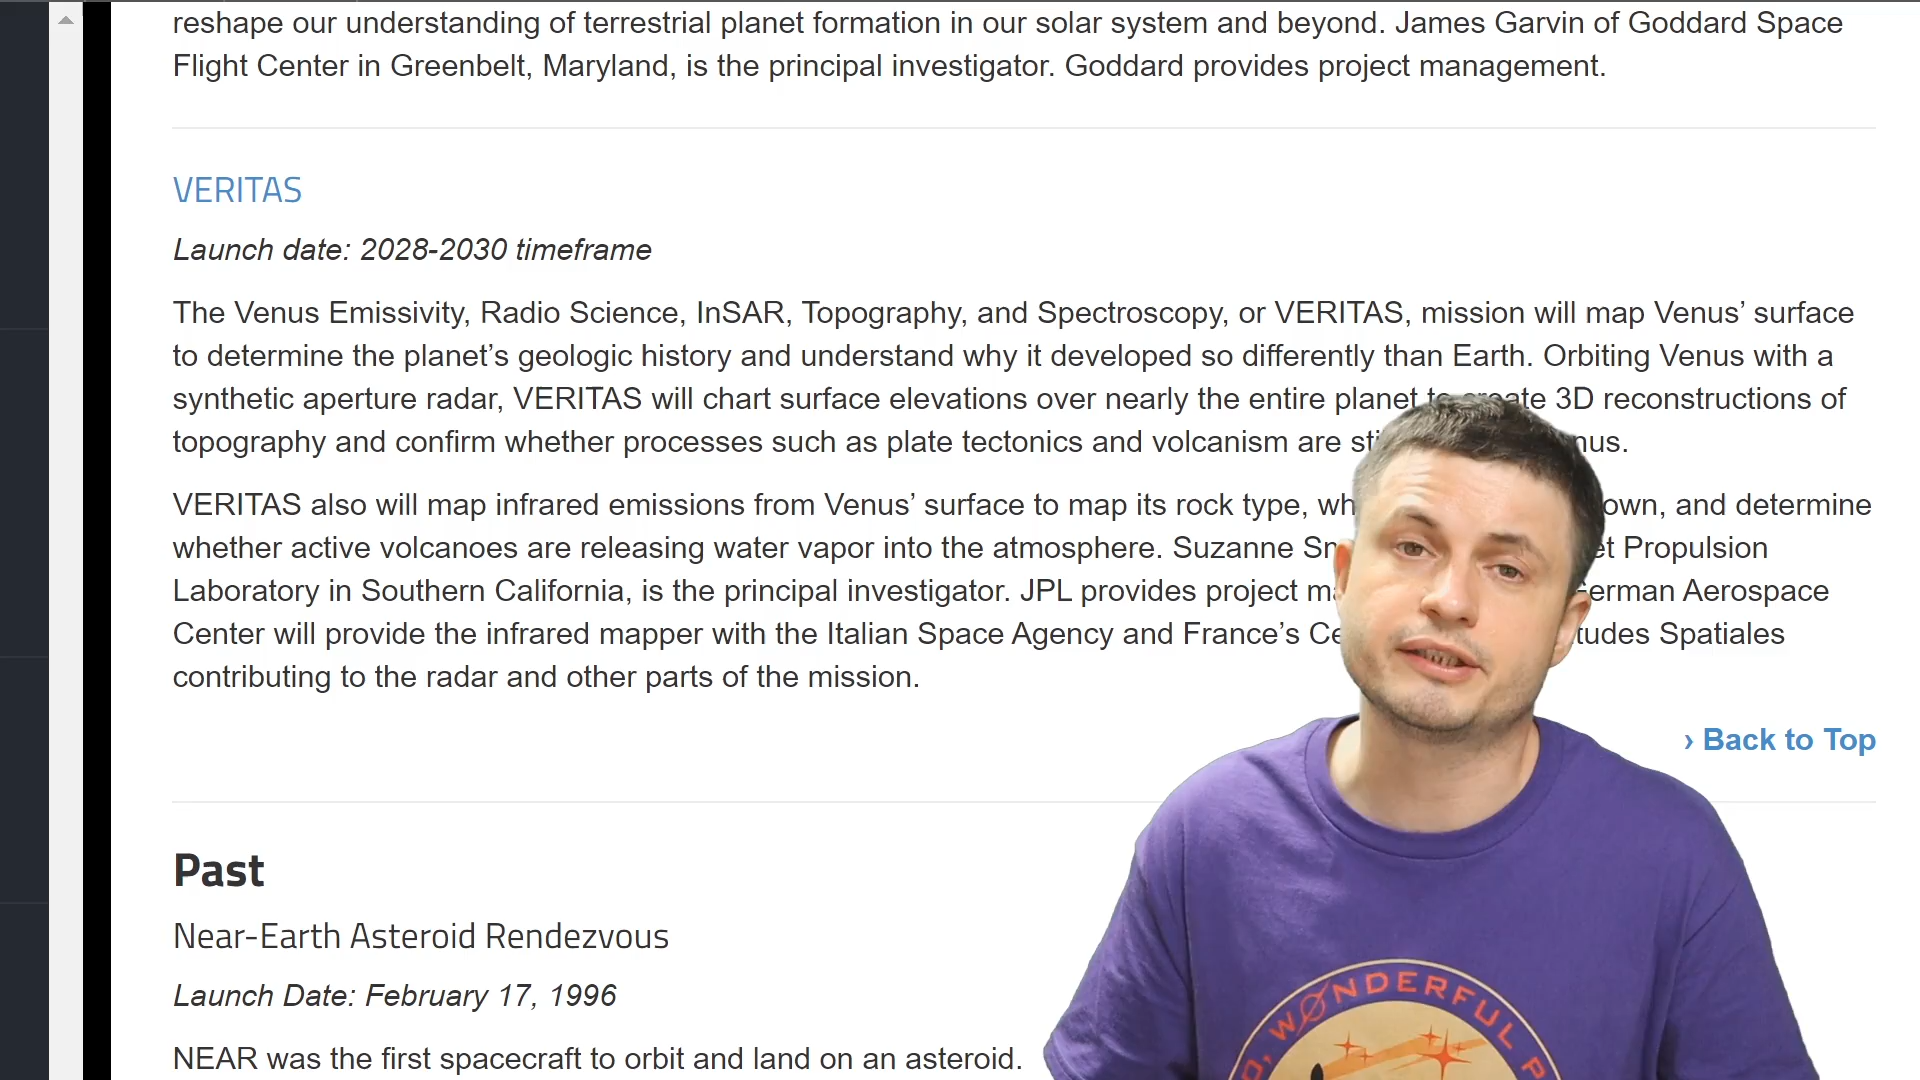 reshape our understanding of terrestrial planet formation in our solar system and beyond. James Garvin of Goddard Space
Flight Center in Greenbelt, Maryland, is the principal investigator. Goddard provides project management.
VERITAS
Launch date: 2028-2030 timeframe
The Venus Emissivity, Radio Science, InSAR, Topography, and Spectroscopy, or VERITAS, mission will map Venus’ surface
to determine the planet’s geologic history and understand why it developed so differently than Earth. Orbiting Venus with a
synthetic aperture radar, VERITAS will chart surface elevations over nearly the entire planet to create 3D reconstructions of
topography and confirm whether processes such as plate tectonics and volcanism are
VERITAS also will map infrared emissions from Venus’ surface to map its rock type, and determine
whether active volcanoes are releasing water vapor into the atmosphere. Suzanne Propulsion
Laboratory in Southern California, is the principal investigator. JPL provides project Aerospace
Center will provide the infrared mapper with the Italian Space Agency and France’s Spatiales
contributing to the radar and other parts of the mission.
› Back to Top
Past
Near-Earth Asteroid Rendezvous
Launch Date: February 17, 1996
NEAR was the first spacecraft to orbit and land on an asteroid.
WØNDERFUL